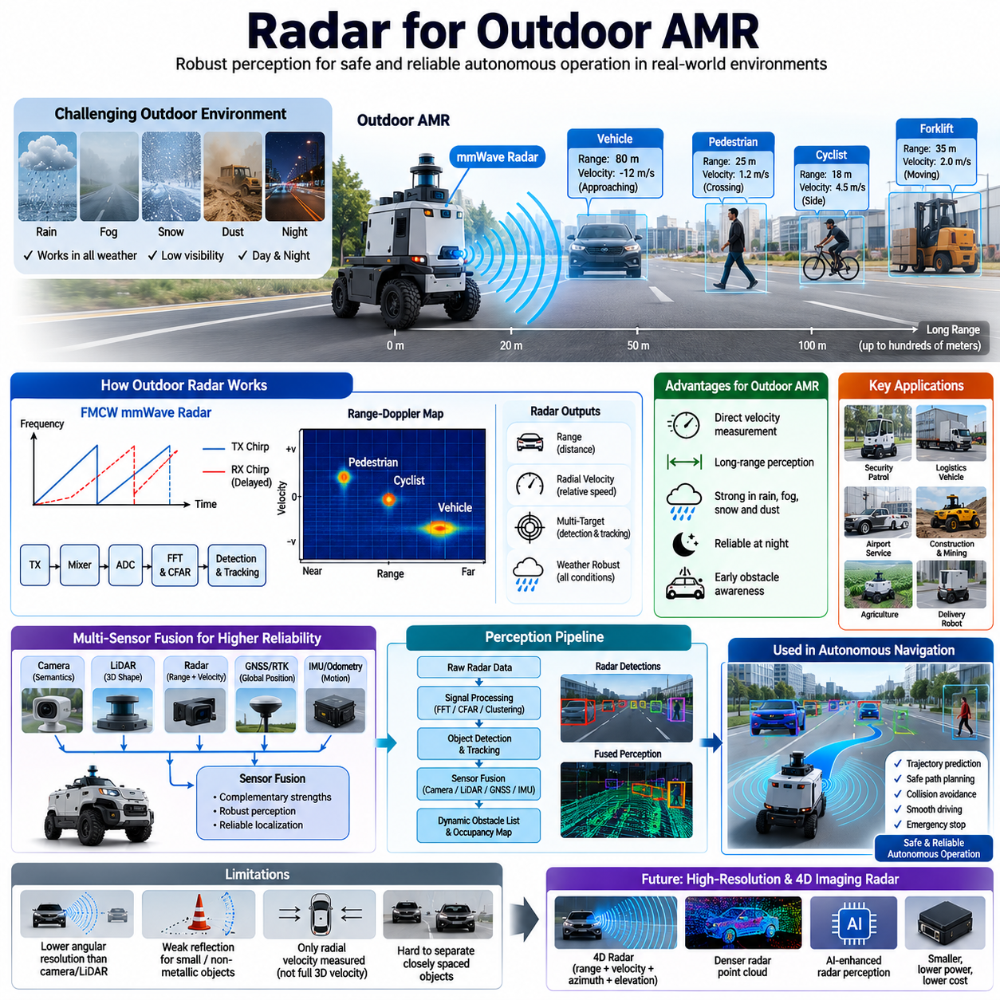 Radar for Outdoor AMR
Robust perception for safe and reliable autonomous operation in real-world environments
Challenging Outdoor Environment
Rain
Fog
Snow
Dust
Night
✓ Works in all weather
✓ Low visibility
✓ Day & Night
Outdoor AMR
mmWave Radar
Vehicle
Range: 80 m
Velocity: -12 m/s
(Approaching)
Pedestrian
Range: 25 m
Velocity: 1.2 m/s
(Crossing)
Cyclist
Range: 18 m
Velocity: 4.5 m/s
(Side)
Forklift
Range: 35 m
Velocity: 2.0 m/s
(Moving)
0 m
20 m
50 m
100 m
Long Range
(up to hundreds of meters)
How Outdoor Radar Works
FMCW mmWave Radar
Frequency
TX Chirp
RX Chirp
(Delayed)
Time
TX
Mixer
ADC
FFT
& CFAR
Detection
& Tracking
Range-Doppler Map
Velocity
+v
0
-v
Pedestrian
Cyclist
Vehicle
Near
Range
Far
Radar Outputs
Range
(distance)
Radial Velocity
(relative speed)
Multi-Target
(detection & tracking)
Weather Robust
(all conditions)
Advantages for Outdoor AMR
Direct velocity
measurement
Long-range perception
Strong in rain, fog,
snow and dust
Reliable at night
Early obstacle
awareness
Key Applications
Security
Patrol
Logistics
Vehicle
Airport
Service
Construction
& Mining
Agriculture
Delivery
Robot
Multi-Sensor Fusion for Higher Reliability
Camera
(Semantics)
LiDAR
(3D Shape)
Radar
(Range + Velocity)
GNSS/RTK
(Global Position)
IMU/Odometry
(Motion)
Sensor Fusion
• Complementary strengths
• Robust perception
• Reliable localization
Perception Pipeline
Raw Radar Data
Signal Processing
(FFT / CFAR / Clustering)
Object Detection
& Tracking
Sensor Fusion
(Camera / LiDAR / GNSS / IMU)
Dynamic Obstacle List
& Occupancy Map
Radar Detections
Fused Perception
Used in Autonomous Navigation
✓ Trajectory prediction
✓ Safe path planning
✓ Collision avoidance
✓ Smooth driving
✓ Emergency stop
Safe & Reliable
Autonomous Operation
Limitations
Lower angular
resolution than
camera/LiDAR
Weak reflection
for small / non-
metallic objects
Only radial
velocity measured
(not full 3D velocity)
Hard to separate
closely spaced
objects
Future: High-Resolution & 4D Imaging Radar
4D Radar
(range + velocity +
azimuth + elevation)
Denser radar
point cloud
AI
AI-enhanced
radar perception
Smaller,
lower power,
lower cost